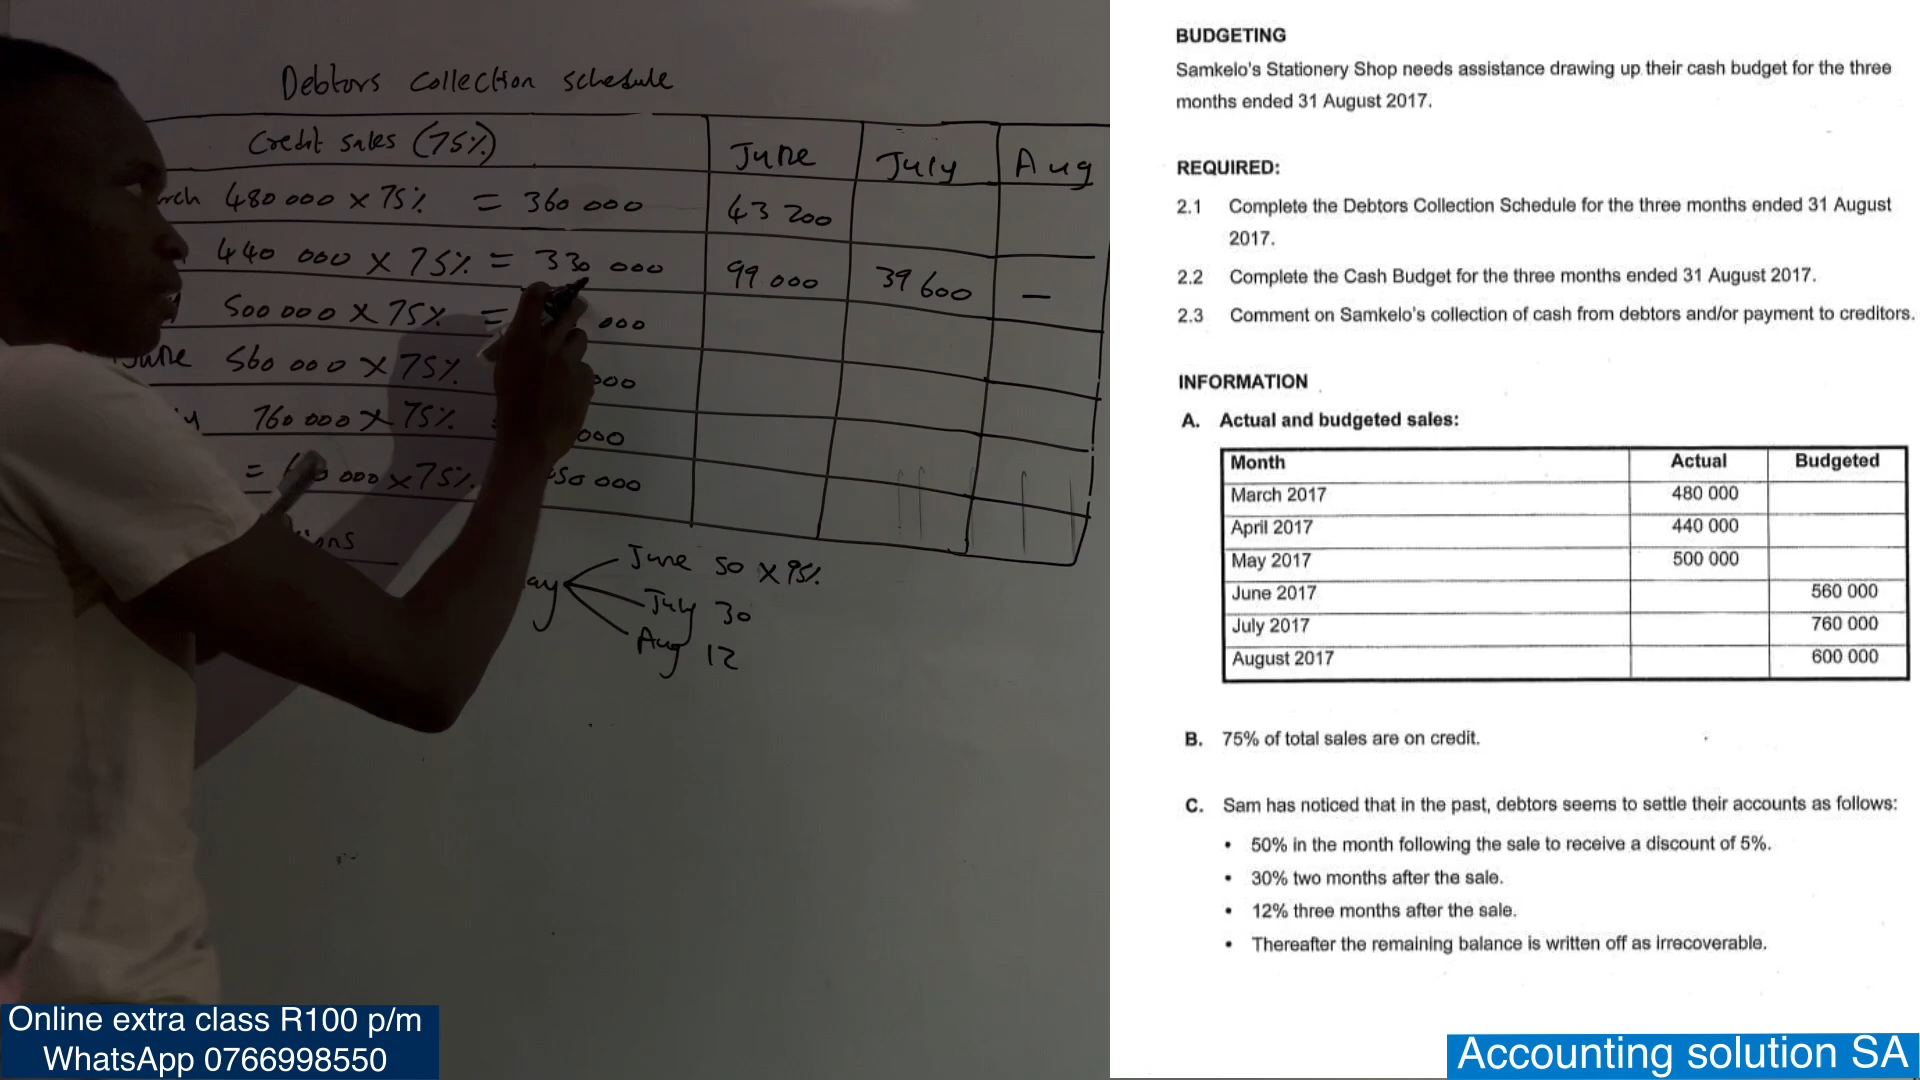 Debtors collection schedule
Credit sales (75%) June July Aug
rch 480 000 x 75% = 360 000 43 200
440 000 x 75% = 330 000 99 000 39 600 —
500 000 x 75% = 000
June 560 000 x 75% 000
y 760 000 x 75% 000
= 000 x 75% 50 000
ons
ay June 50 x 95%
July 30
Aug 12
Online extra class R100 p/m
WhatsApp 0766998550
BUDGETING
Samkelo's Stationery Shop needs assistance drawing up their cash budget for the three
months ended 31 August 2017.
REQUIRED:
2.1 Complete the Debtors Collection Schedule for the three months ended 31 August
2017.
2.2 Complete the Cash Budget for the three months ended 31 August 2017.
2.3 Comment on Samkelo's collection of cash from debtors and/or payment to creditors.
INFORMATION
A. Actual and budgeted sales:
Month Actual Budgeted
March 2017 480 000
April 2017 440 000
May 2017 500 000
June 2017 560 000
July 2017 760 000
August 2017 600 000
B. 75% of total sales are on credit.
C. Sam has noticed that in the past, debtors seems to settle their accounts as follows:
• 50% in the month following the sale to receive a discount of 5%.
• 30% two months after the sale.
• 12% three months after the sale.
• Thereafter the remaining balance is written off as irrecoverable.
Accounting solution SA